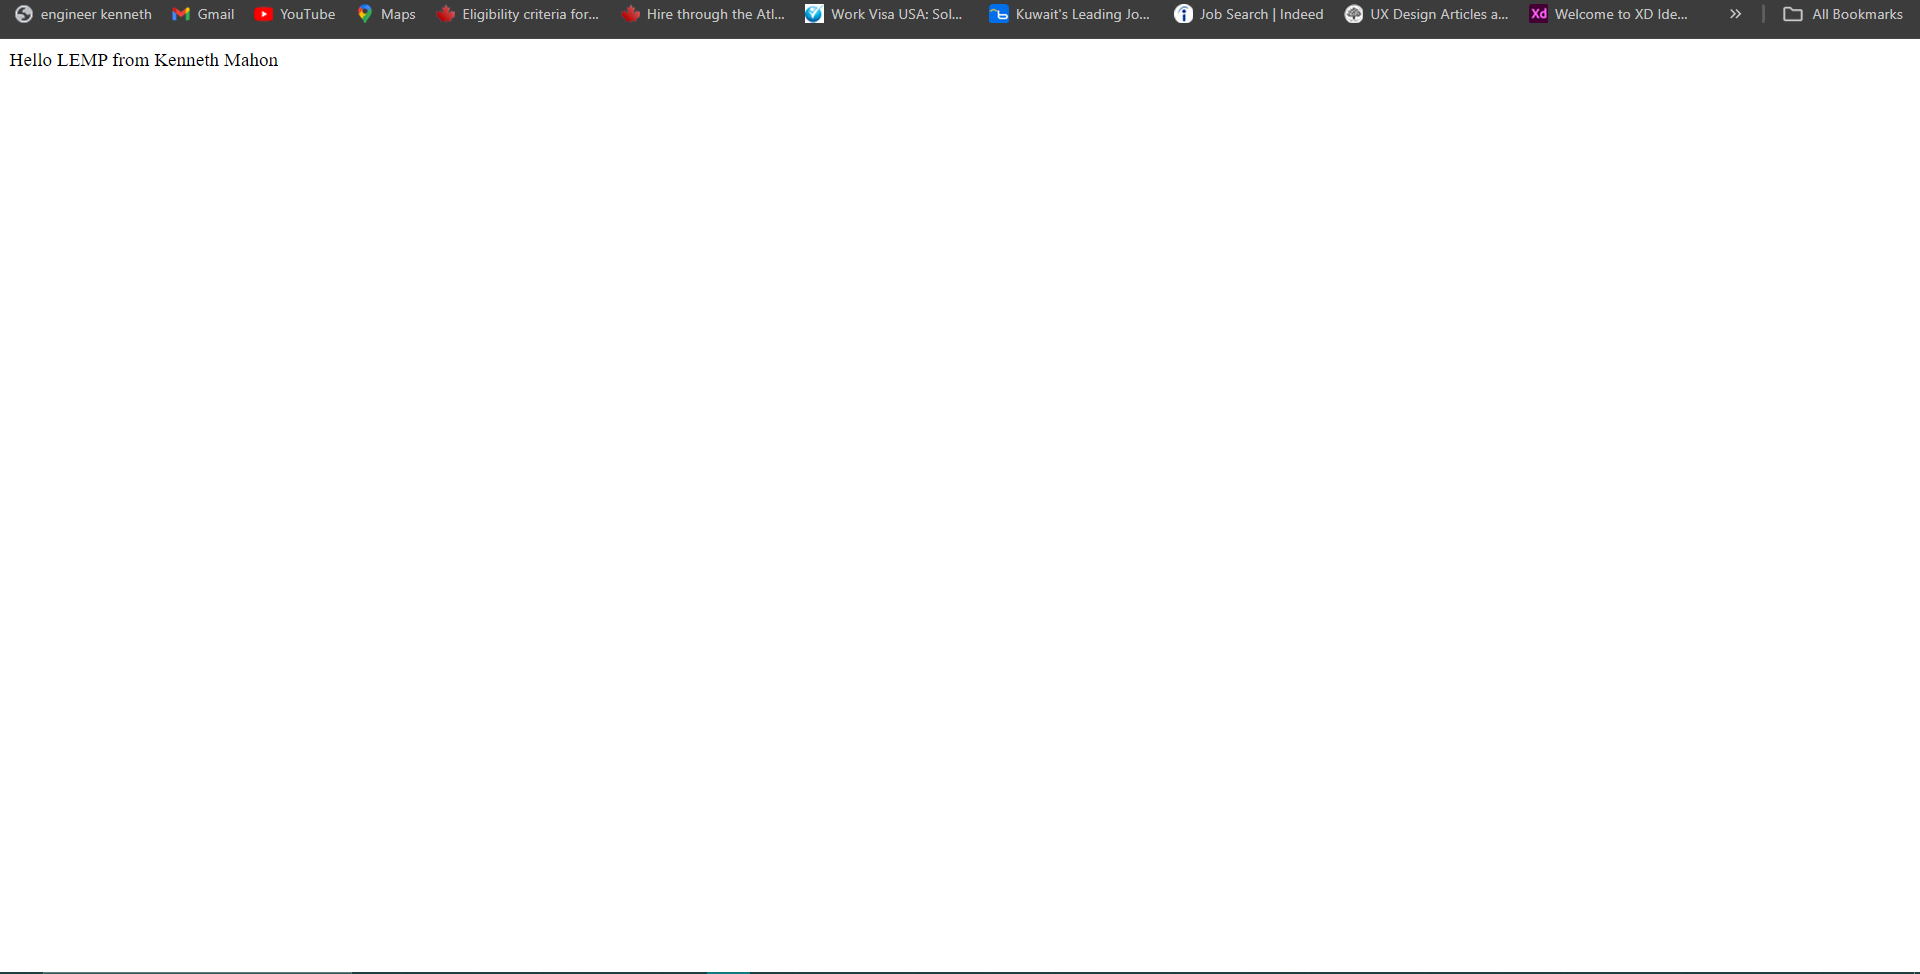 engineer kenneth Gmail YouTube Maps Eligibility criteria for... Hire through the Atl... Work Visa USA: Sol... Kuwait's Leading Jo... Job Search | Indeed UX Design Articles a... Xd Welcome to XD Ide... » All Bookmarks
Hello LEMP from Kenneth Mahon